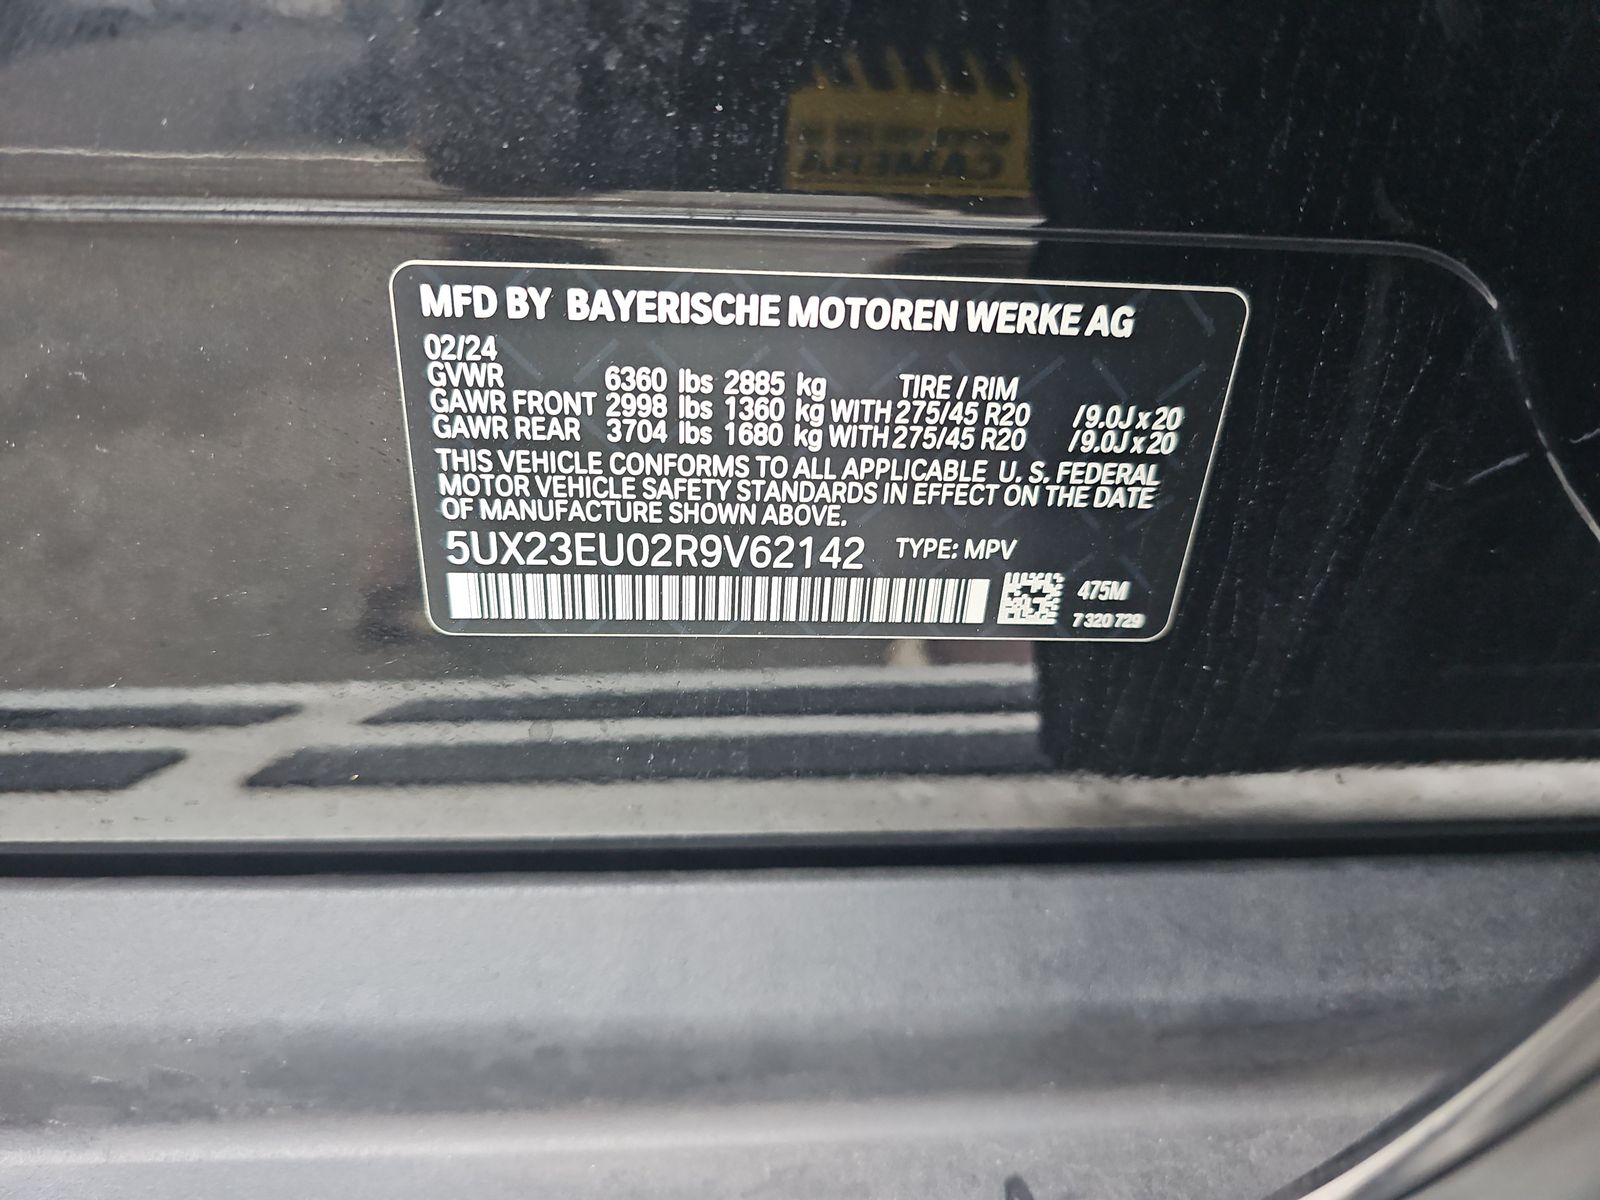 CAMERA
MFD BY BAYERISCHE MOTOREN WERKE AG
02/24
GVWR 6360 lbs 2885 kg TIRE / RIM
GAWR FRONT 2998 lbs 1360 kg WITH 275/45 R20 /9.0J x 20
GAWR REAR 3704 lbs 1680 kg WITH 275/45 R20 /9.0J x 20
THIS VEHICLE CONFORMS TO ALL APPLICABLE U. S. FEDERAL
MOTOR VEHICLE SAFETY STANDARDS IN EFFECT ON THE DATE
OF MANUFACTURE SHOWN ABOVE.
5UX23EU02R9V62142 TYPE: MPV
475M
7 320 729